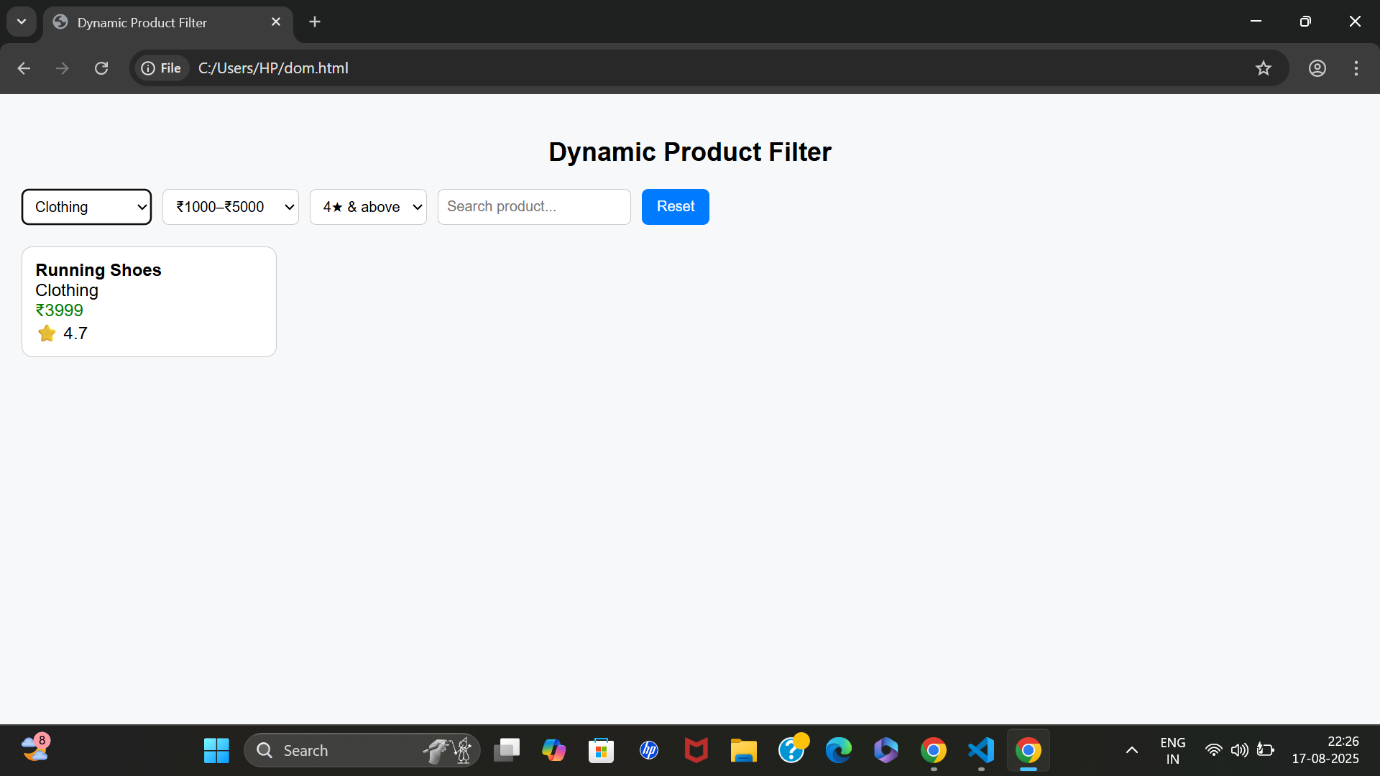 Dynamic Product Filter
File C:/Users/HP/dom.html
Dynamic Product Filter
Clothing ₹1000–₹5000 4★ & above Search product... Reset
Running Shoes
Clothing
₹3999
⭐ 4.7
8
Search
hp
?
ENG
IN
22:26
17-08-2025